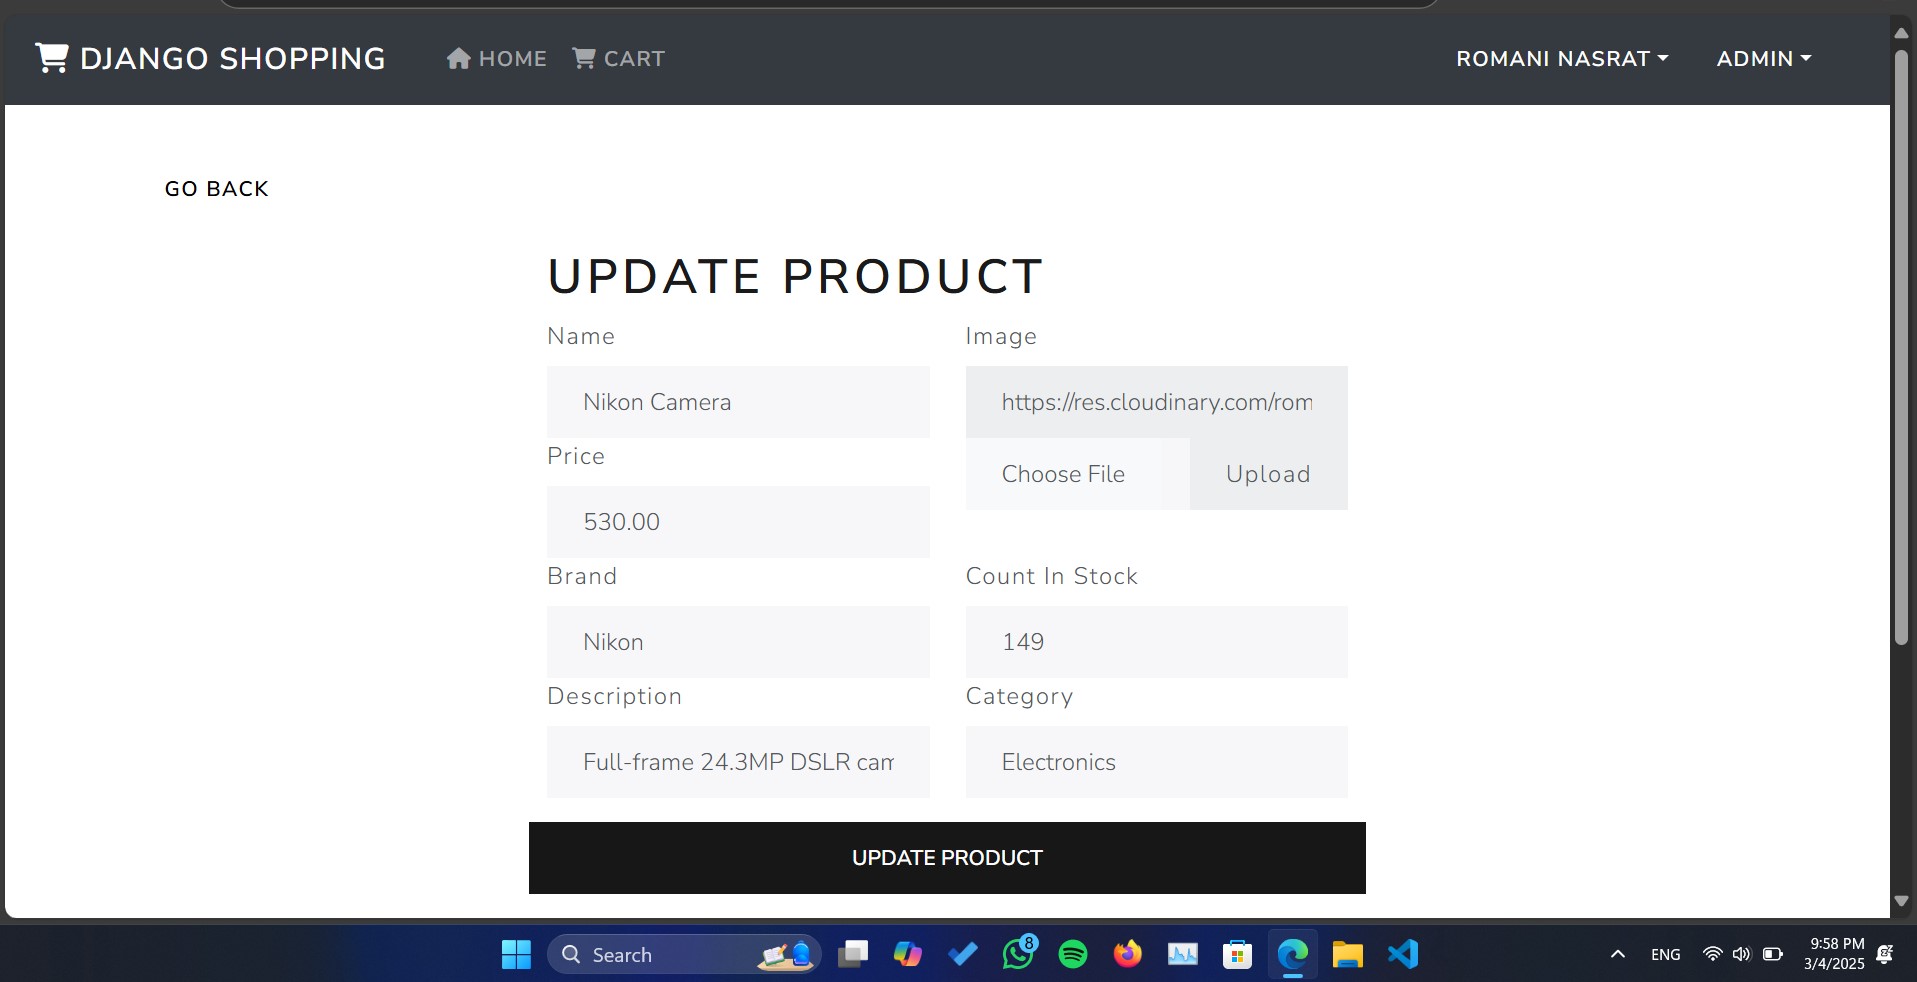 DJANGO SHOPPING HOME CART ROMANI NASRAT ADMIN
GO BACK
UPDATE PRODUCT
Name
Nikon Camera
Image
https://res.cloudinary.com/rom
Choose File
Upload
Price
530.00
Brand
Nikon
Count In Stock
149
Description
Full-frame 24.3MP DSLR cam
Category
Electronics
UPDATE PRODUCT
Search
8
ENG
9:58 PM
3/4/2025